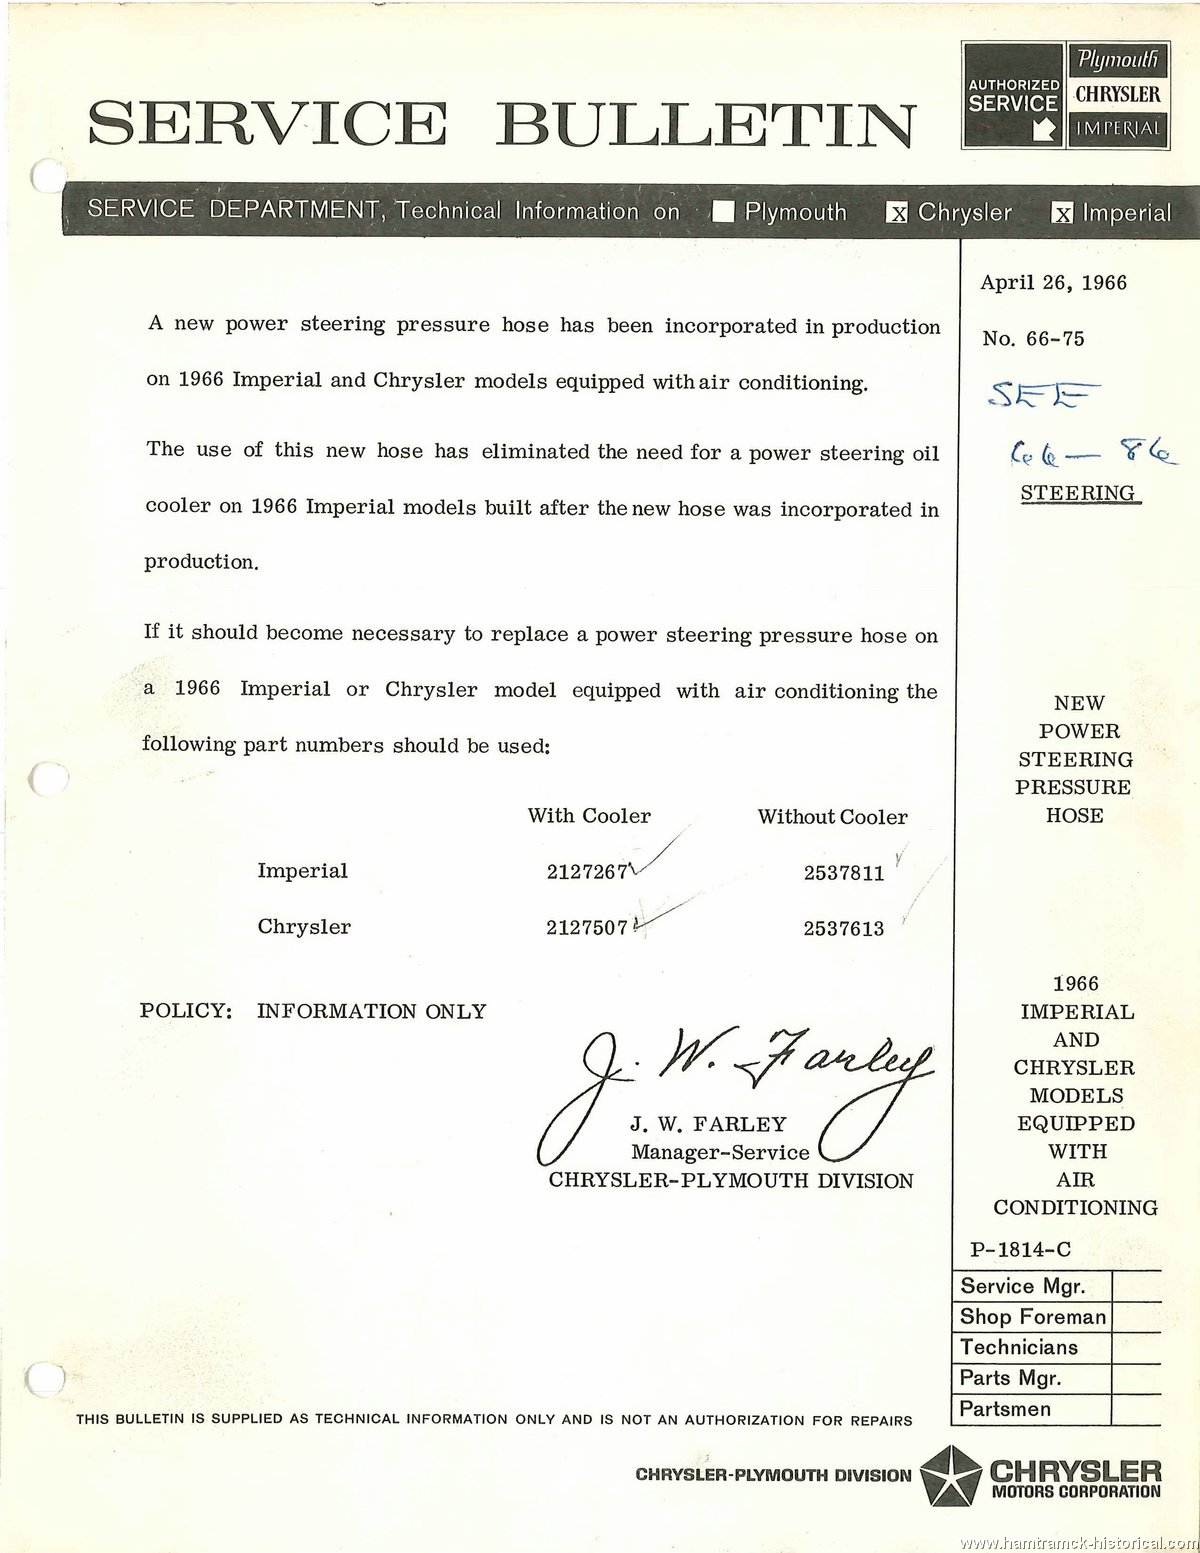 SERVICE BULLETIN
AUTHORIZED
SERVICE
Plymouth
CHRYSLER
IMPERIAL
SERVICE DEPARTMENT, Technical Information on Plymouth x Chrysler x Imperial
April 26, 1966
No. 66-75
SEE
66-86
STEERING
A new power steering pressure hose has been incorporated in production
on 1966 Imperial and Chrysler models equipped with air conditioning.
The use of this new hose has eliminated the need for a power steering oil
cooler on 1966 Imperial models built after the new hose was incorporated in
production.
If it should become necessary to replace a power steering pressure hose on
a 1966 Imperial or Chrysler model equipped with air conditioning the
following part numbers should be used:
With Cooler Without Cooler
Imperial 2127267 2537811
Chrysler 2127507 2537613
POLICY: INFORMATION ONLY
J. W. Farley
J. W. FARLEY
Manager-Service
CHRYSLER-PLYMOUTH DIVISION
NEW
POWER
STEERING
PRESSURE
HOSE
1966
IMPERIAL
AND
CHRYSLER
MODELS
EQUIPPED
WITH
AIR
CONDITIONING
P-1814-C
Service Mgr.
Shop Foreman
Technicians
Parts Mgr.
Partsmen
THIS BULLETIN IS SUPPLIED AS TECHNICAL INFORMATION ONLY AND IS NOT AN AUTHORIZATION FOR REPAIRS
CHRYSLER-PLYMOUTH DIVISION
CHRYSLER
MOTORS CORPORATION
www.hamtramck-historical.com